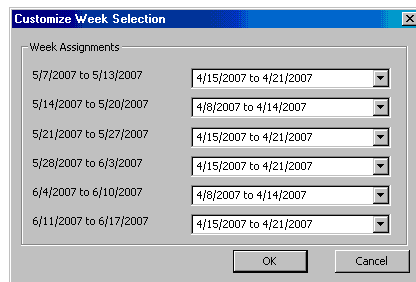 Customize Week Selection
Week Assignments
5/7/2007 to 5/13/2007 4/15/2007 to 4/21/2007
5/14/2007 to 5/20/2007 4/8/2007 to 4/14/2007
5/21/2007 to 5/27/2007 4/15/2007 to 4/21/2007
5/28/2007 to 6/3/2007 4/15/2007 to 4/21/2007
6/4/2007 to 6/10/2007 4/8/2007 to 4/14/2007
6/11/2007 to 6/17/2007 4/15/2007 to 4/21/2007
OK Cancel